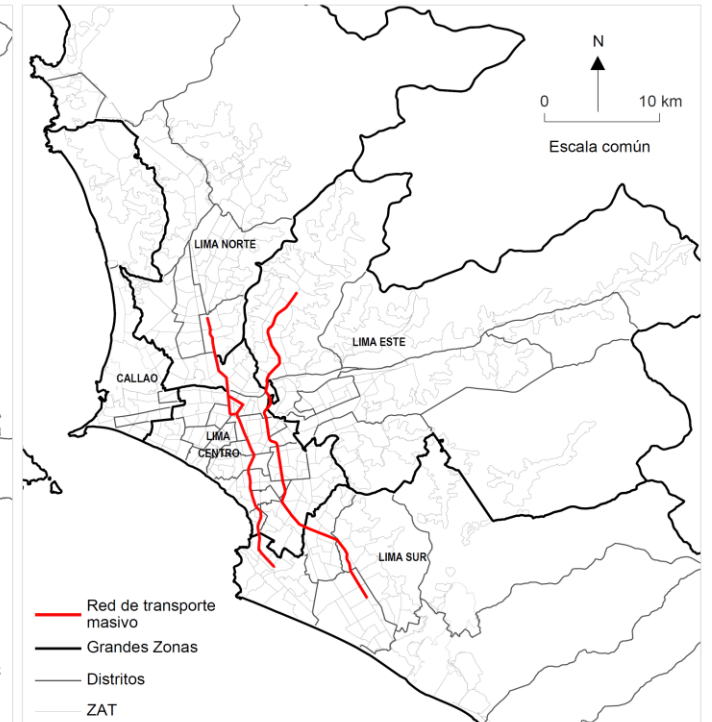 N
0 10 km
Escala común
LIMA NORTE
LIMA ESTE
CALLAO
LIMA
CENTRO
LIMA SUR
Red de transporte
masivo
Grandes Zonas
Distritos
ZAT